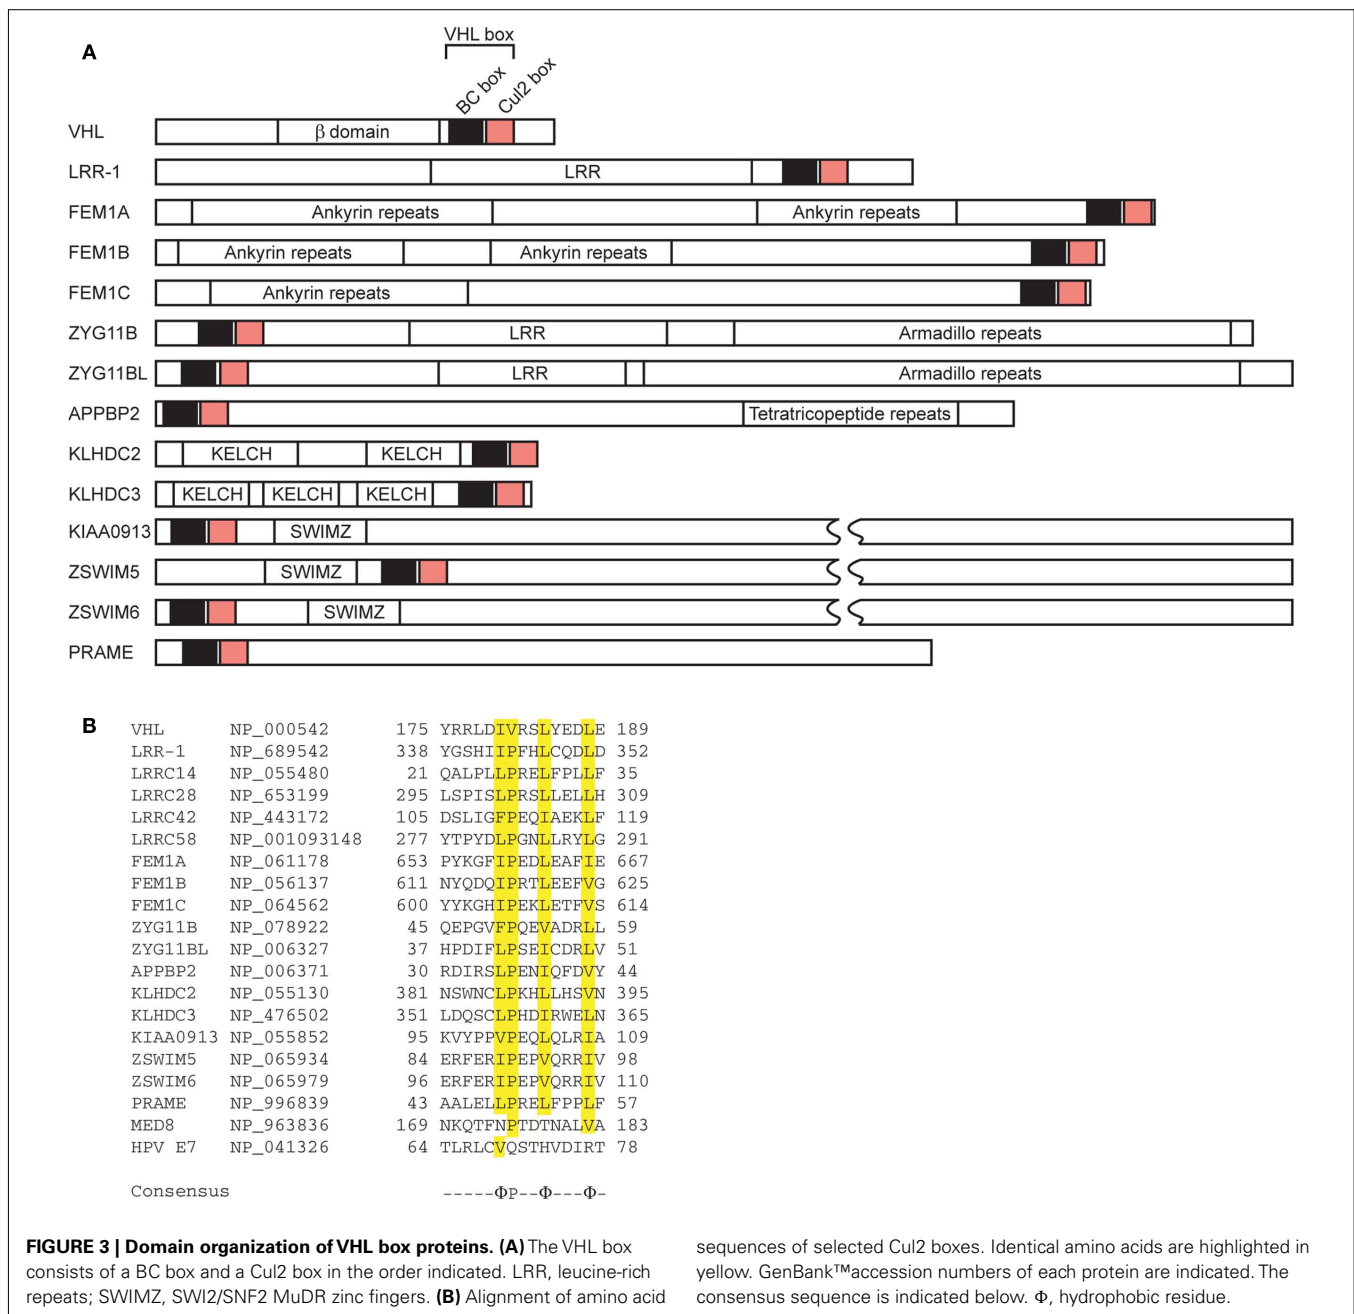 A
VHL box
BC box
Cul2 box
VHL β domain
LRR-1 LRR
FEM1A Ankyrin repeats Ankyrin repeats
FEM1B Ankyrin repeats Ankyrin repeats
FEM1C Ankyrin repeats
ZYG11B LRR Armadillo repeats
ZYG11BL LRR Armadillo repeats
APPBP2 Tetratricopeptide repeats
KLHDC2 KELCH KELCH
KLHDC3 KELCH KELCH KELCH
KIAA0913 SWIMZ
ZSWIM5 SWIMZ
ZSWIM6 SWIMZ
PRAME
B
VHL NP_000542 175 YRRLDIVRSLYEDLE 189
LRR-1 NP_689542 338 YGSHIIPFHLCQDLD 352
LRRC14 NP_055480 21 QALPLLPRELFPLLF 35
LRRC28 NP_653199 295 LSPISLPRSLLELLH 309
LRRC42 NP_443172 105 DSLIGFPEQIAEKLF 119
LRRC58 NP_001093148 277 YTPYDLPGNLLRYLG 291
FEM1A NP_061178 653 PYKGFIPEDLEAFIE 667
FEM1B NP_056137 611 NYQDQIPRTLEEFVG 625
FEM1C NP_064562 600 YYKGHIPEKLETFVS 614
ZYG11B NP_078922 45 QEPGVFPQEVADRLL 59
ZYG11BL NP_006327 37 HPDIFLPSEICDRLV 51
APPBP2 NP_006371 30 RDIRSLPENIQFDVY 44
KLHDC2 NP_055130 381 NSWNCLPKHLLHSVN 395
KLHDC3 NP_476502 351 LDQSCLPHDIRWELN 365
KIAA0913 NP_055852 95 KVYPPVPEQLQLRIA 109
ZSWIM5 NP_065934 84 ERFERIPEPVQRRIV 98
ZSWIM6 NP_065979 96 ERFERIPEPVQRRIV 110
PRAME NP_996839 43 AALELLPRELFPPLF 57
MED8 NP_963836 169 NKQTFNPTDTNALVA 183
HPV E7 NP_041326 64 TLRLCVQSTHVDIRT 78
Consensus -----ΦP--Φ---Φ-
FIGURE 3 | Domain organization of VHL box proteins. (A) The VHL box
consists of a BC box and a Cul2 box in the order indicated. LRR, leucine-rich
repeats; SWIMZ, SWI2/SNF2 MuDR zinc fingers. (B) Alignment of amino acid
sequences of selected Cul2 boxes. Identical amino acids are highlighted in
yellow. GenBank™accession numbers of each protein are indicated. The
consensus sequence is indicated below. Φ, hydrophobic residue.